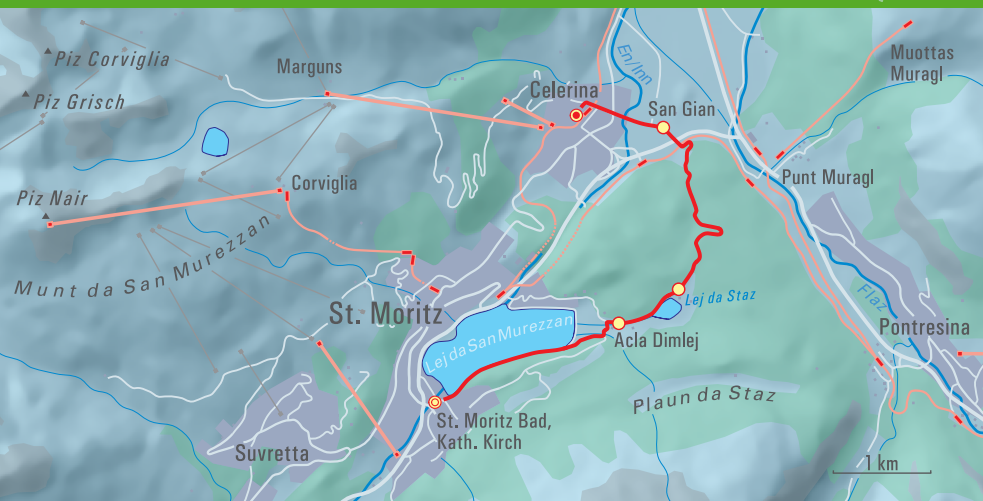 Piz Corviglia
Marguns
En/Inn
Muottas
Muragl
Piz Grisch
Celerina
San Gian
Piz Nair
Corviglia
Punt Muragl
Munt da San Murezzan
St. Moritz
Lej da San Murezzan
Lej da Staz
Flaz
Acla Dimlej
Pontresina
Plaun da Staz
St. Moritz Bad,
Kath. Kirch
Suvretta
1 km